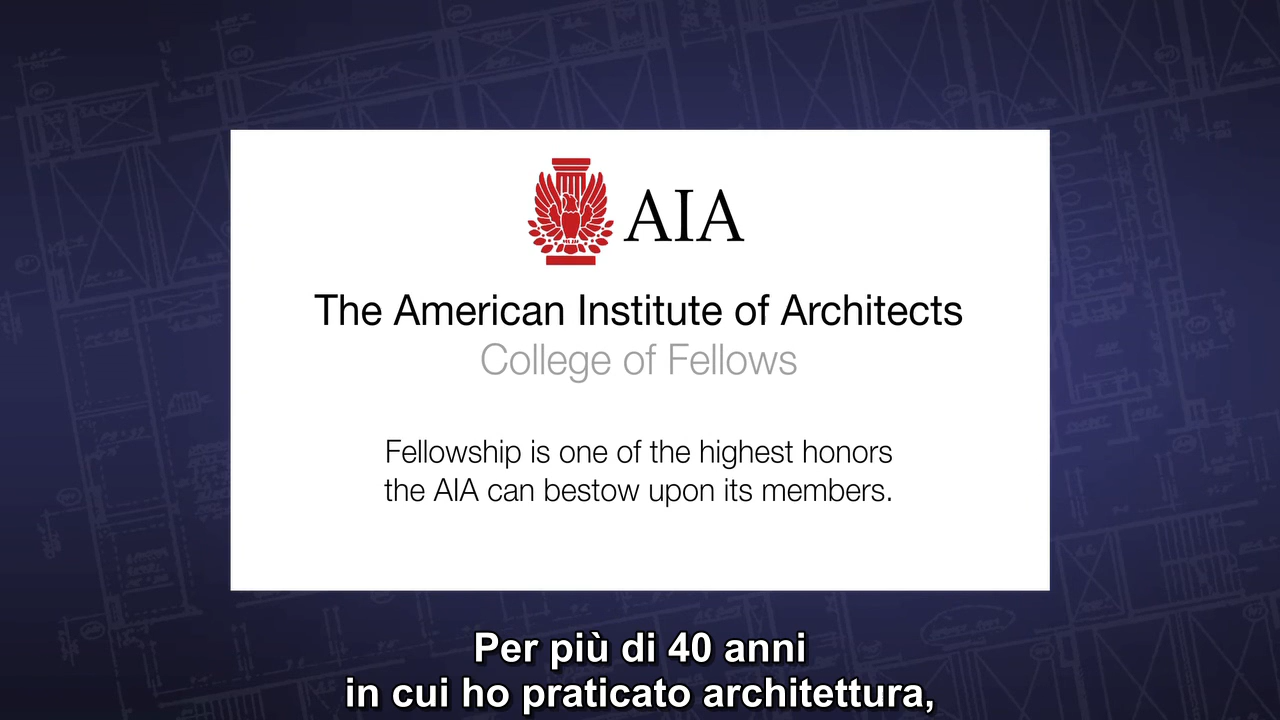 AIA
The American Institute of Architects
College of Fellows
Fellowship is one of the highest honors
the AIA can bestow upon its members.
Per più di 40 anni
in cui ho praticato architettura,